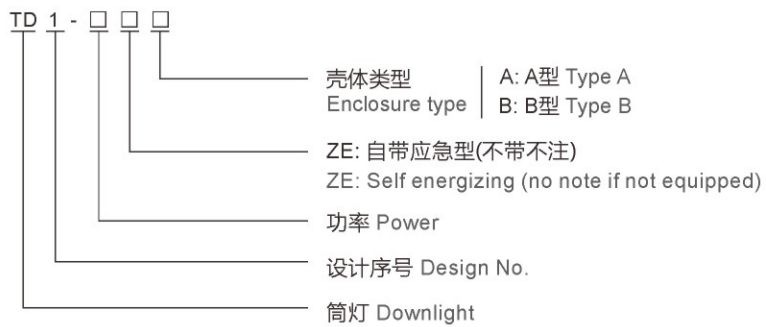 TD 1 - □ □ □
壳体类型
Enclosure type
A: A型 Type A
B: B型 Type B
ZE: 自带应急型(不带不注)
ZE: Self energizing (no note if not equipped)
功率 Power
设计序号 Design No.
筒灯 Downlight